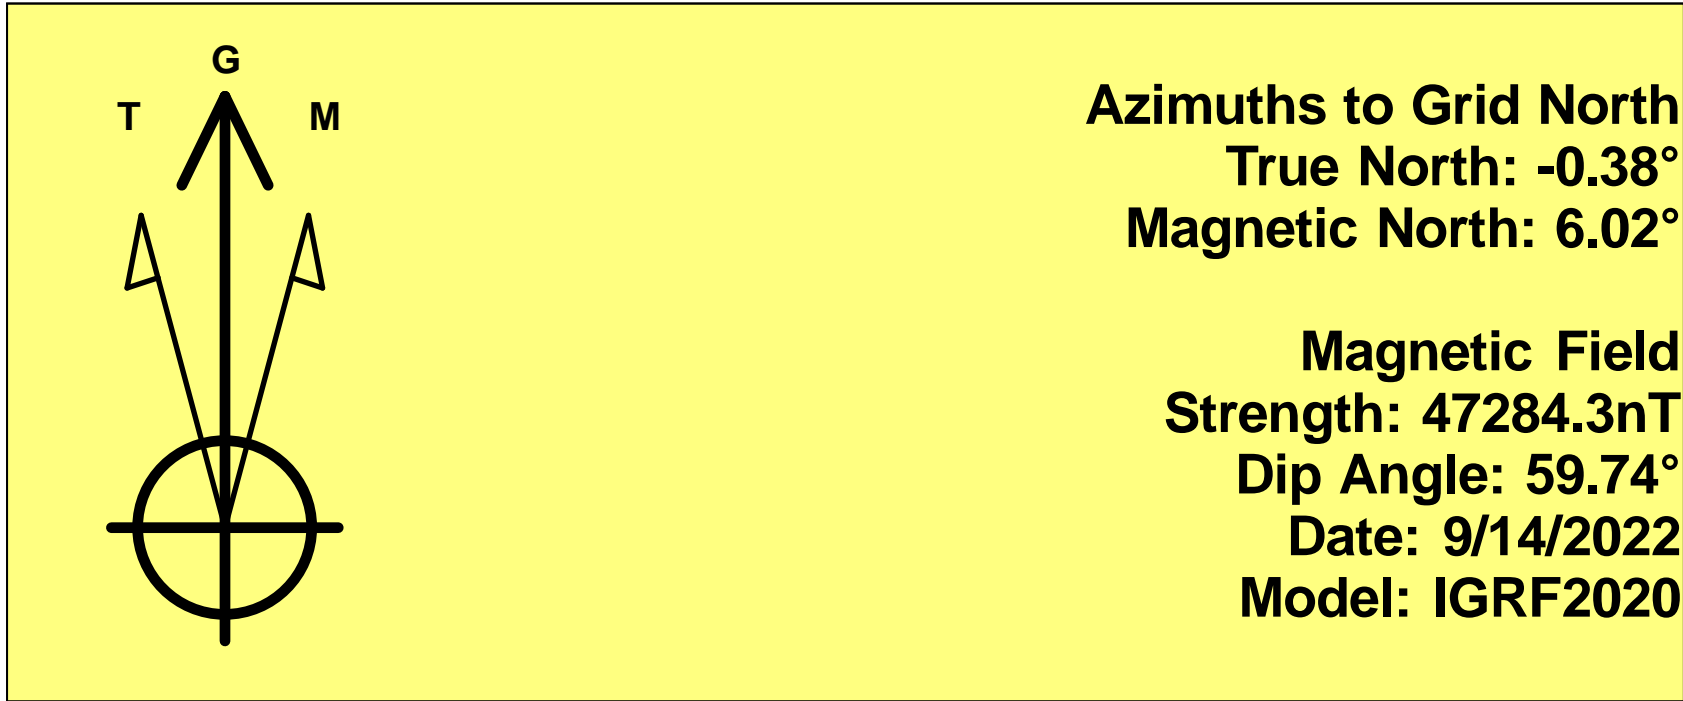 G
T M
Azimuths to Grid North
True North: -0.38°
Magnetic North: 6.02°
Magnetic Field
Strength: 47284.3nT
Dip Angle: 59.74°
Date: 9/14/2022
Model: IGRF2020